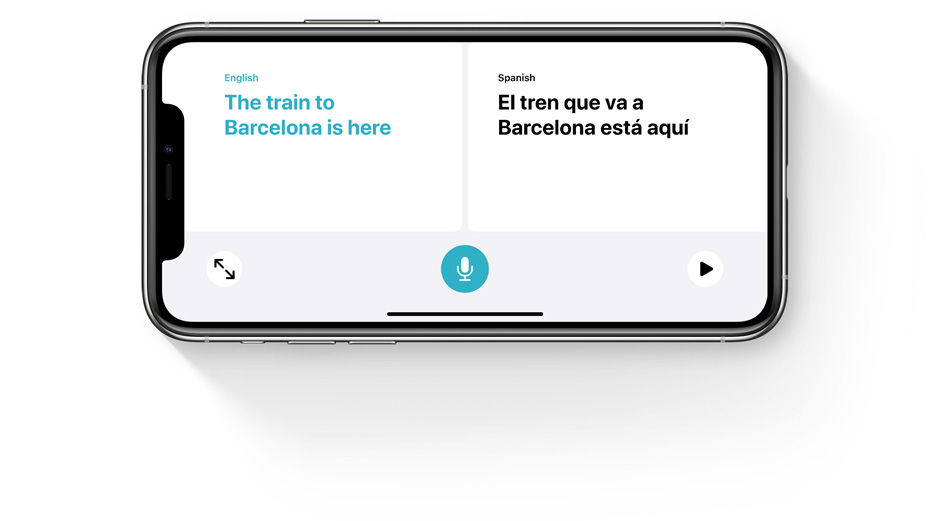 English
The train to
Barcelona is here
Spanish
El tren que va a
Barcelona está aquí